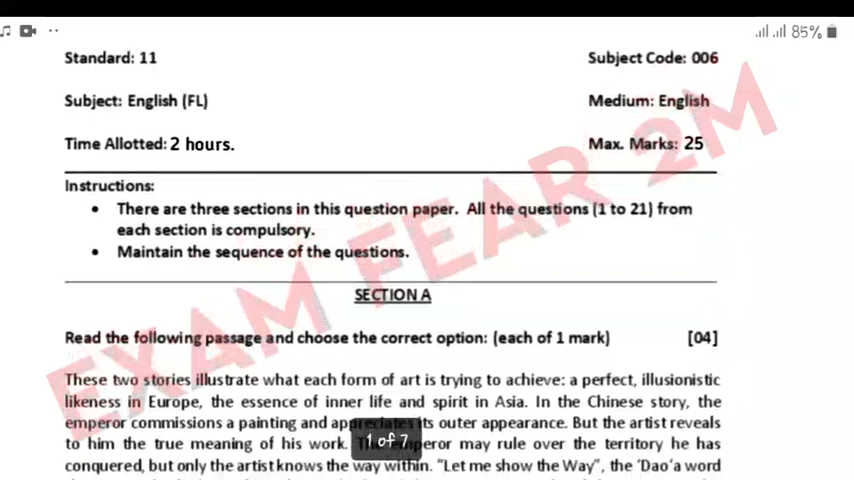 85%
Standard: 11
Subject Code: 006
Subject: English (FL)
Medium: English
Time Allotted: 2 hours.
Max. Marks: 25
Instructions:
• There are three sections in this question paper. All the questions (1 to 21) from
each section is compulsory.
• Maintain the sequence of the questions.
SECTION A
Read the following passage and choose the correct option: (each of 1 mark) [04]
These two stories illustrate what each form of art is trying to achieve: a perfect, illusionistic
likeness in Europe, the essence of inner life and spirit in Asia. In the Chinese story, the
emperor commissions a painting and appreciates its outer appearance. But the artist reveals
to him the true meaning of his work. The emperor may rule over the territory he has
conquered, but only the artist knows the way within. “Let me show the Way”, the ‘Dao’a word
1 of 7
EXAM FEAR 2M